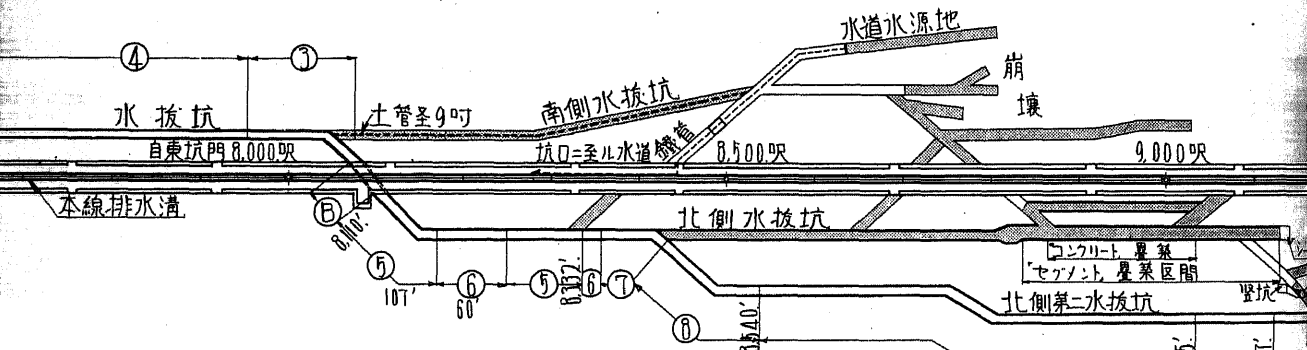 水道水源地
④
③
崩
壊
南側水抜坑
水抜坑
土管圣9吋
鐵管
自東坑門 8,000呎
坑口ニ至ル水道
8,500呎
9,000呎
本線排水溝
Ⓑ
8,110'
北側水抜坑
コンクリート 畳築
セグメント 畳築区間
⑤
⑥
⑤
8,332'
⑥
⑦
107'
60'
竪坑
北側第二水抜坑
⑧
8,540'